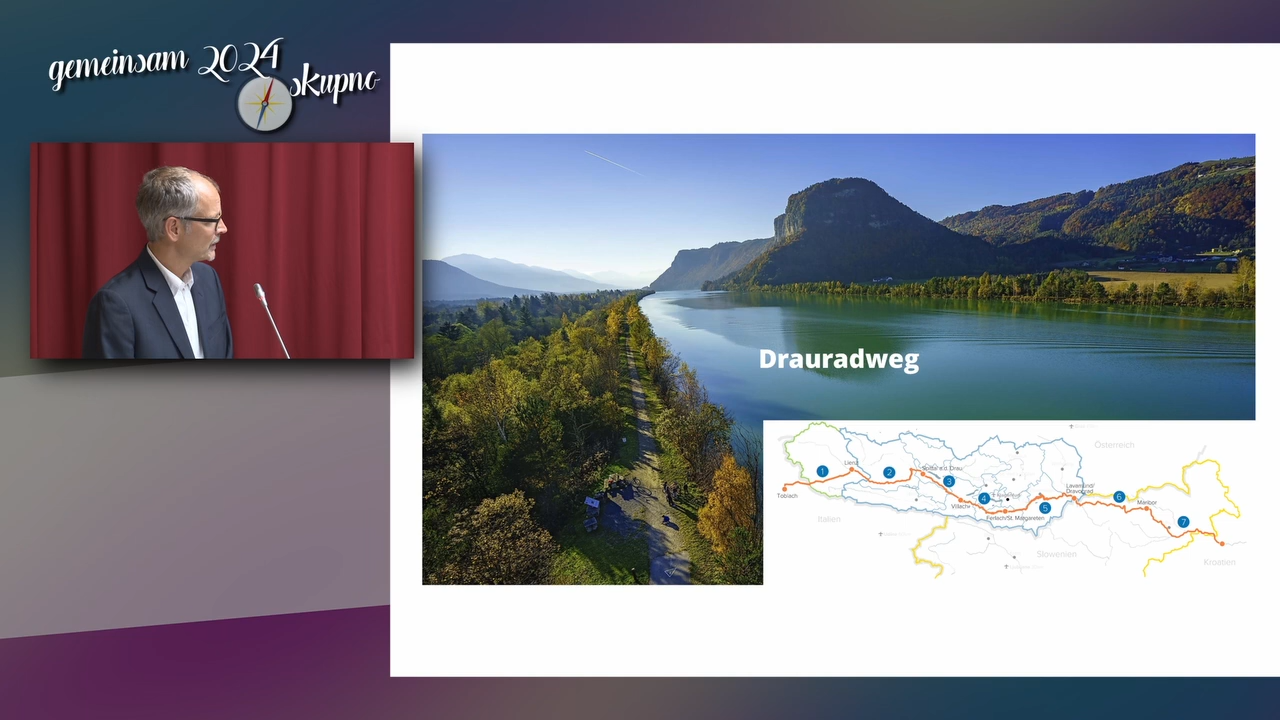 gemeinsam 2024
skupno
Drauradweg
Österreich
Lienz
Spittal a.d. Drau
Toblach
Villach
Ferlach/St. Margareten
Lavamünd/
Dravograd
Maribor
Italien
Slowenien
Kroatien
1
2
3
4
5
6
7